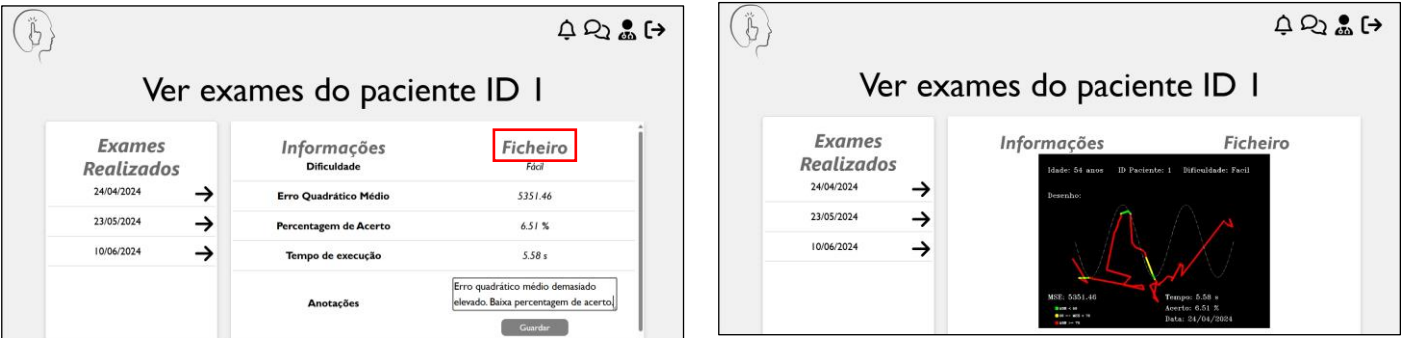 Ver exames do paciente ID 1
Exames
Realizados
24/04/2024
23/05/2024
10/06/2024
Informações
Ficheiro
Dificuldade
Fácil
Erro Quadrático Médio
5351.46
Percentagem de Acerto
6.51 %
Tempo de execução
5.58 s
Anotações
Erro quadrático médio demasiado
elevado. Baixa percentagem de acerto.
Guardar
Ver exames do paciente ID 1
Exames
Realizados
24/04/2024
23/05/2024
10/06/2024
Informações
Ficheiro
Idade: 54 anos
ID Paciente: 1
Dificuldade: Facil
Desenho:
MSE: 5351.46
Tempo: 5.58 s
Acerto: 6.51 %
Data: 24/04/2024